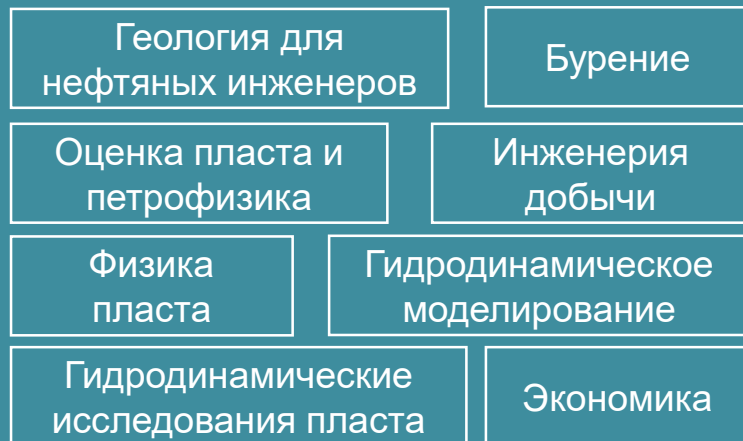 Геология для
нефтяных инженеров
Бурение
Оценка пласта и
петрофизика
Инженерия
добычи
Физика
пласта
Гидродинамическое
моделирование
Гидродинамические
исследования пласта
Экономика